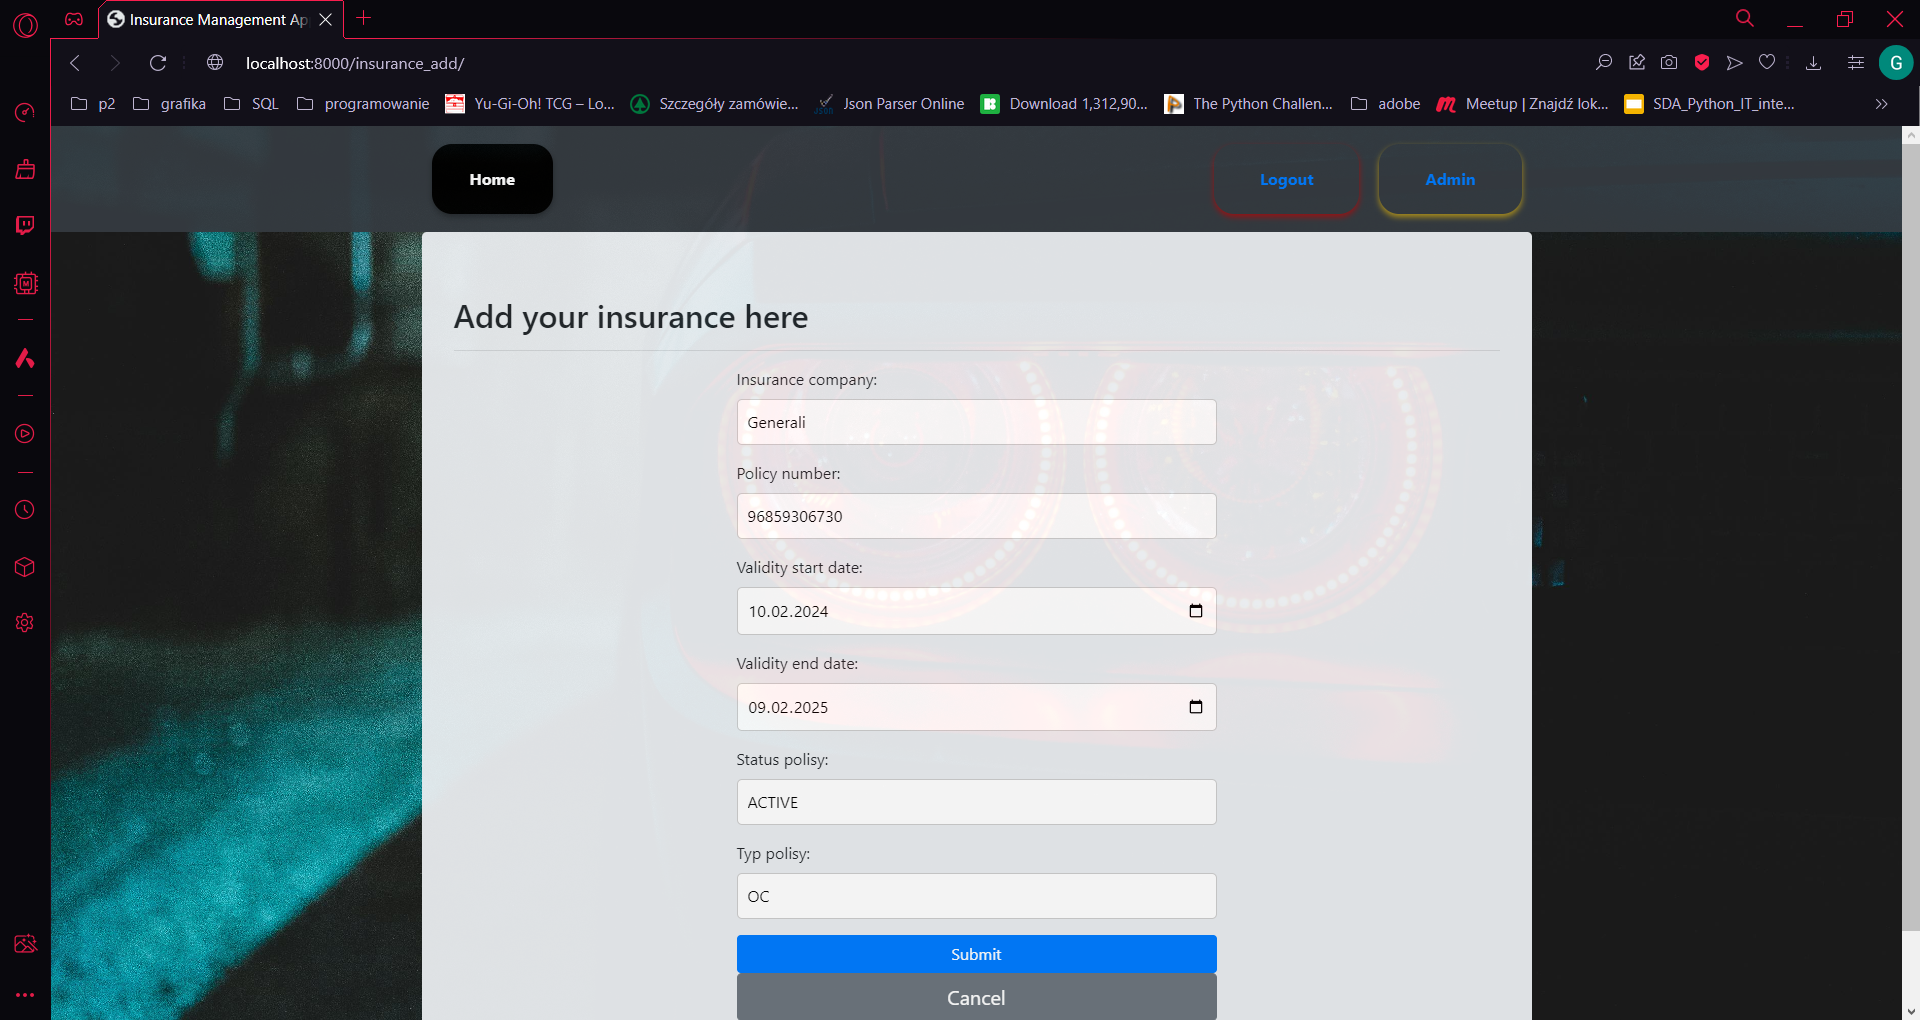 Insurance Management Ap
localhost:8000/insurance_add/
G
p2 grafika SQL programowanie Yu-Gi-Oh! TCG – Lo... Szczegóły zamówie... Json Parser Online Download 1,312,90... The Python Challen... adobe Meetup | Znajdź lok... SDA_Python_IT_inte...
Home Logout Admin
Add your insurance here
Insurance company:
Generali
Policy number:
96859306730
Validity start date:
10.02.2024
Validity end date:
09.02.2025
Status polisy:
ACTIVE
Typ polisy:
OC
Submit
Cancel